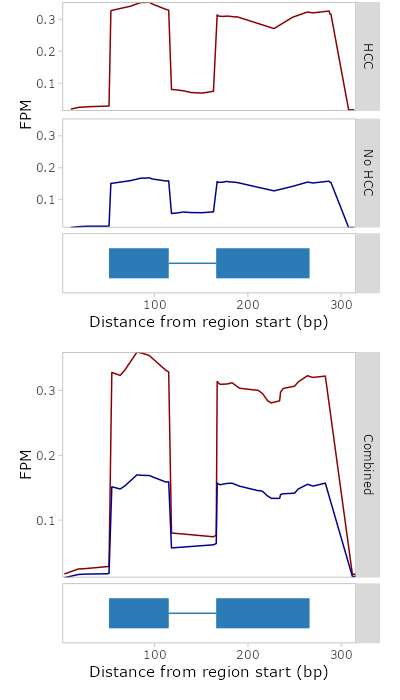 0.3
0.2
0.1
HCC
FPM
0.3
0.2
0.1
No HCC
100 200 300
Distance from region start (bp)
0.3
0.2
0.1
FPM
Combined
100 200 300
Distance from region start (bp)